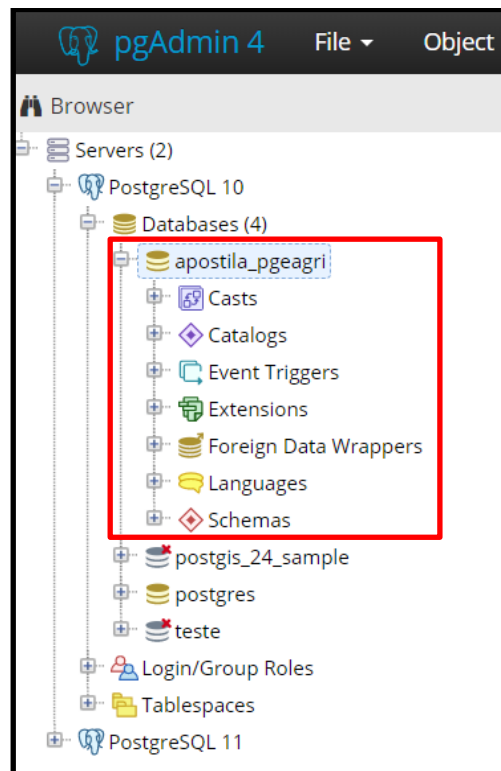 pgAdmin 4 File Object
Browser
Servers (2)
PostgreSQL 10
Databases (4)
apostila_pgeagri
Casts
Catalogs
Event Triggers
Extensions
Foreign Data Wrappers
Languages
Schemas
postgis_24_sample
postgres
teste
Login/Group Roles
Tablespaces
PostgreSQL 11